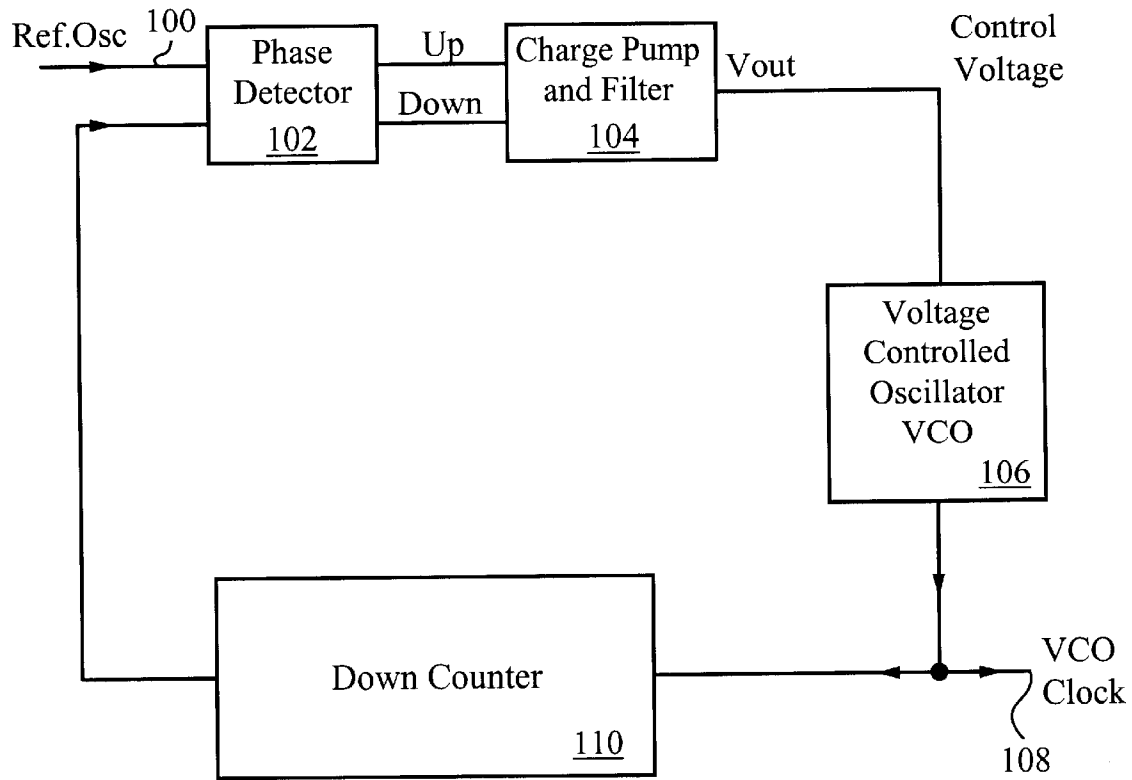 Ref.Osc
100
Phase
Detector
102
Up
Down
Charge Pump
and Filter
104
Vout
Control
Voltage
Voltage
Controlled
Oscillator
VCO
106
Down Counter
110
VCO
Clock
108